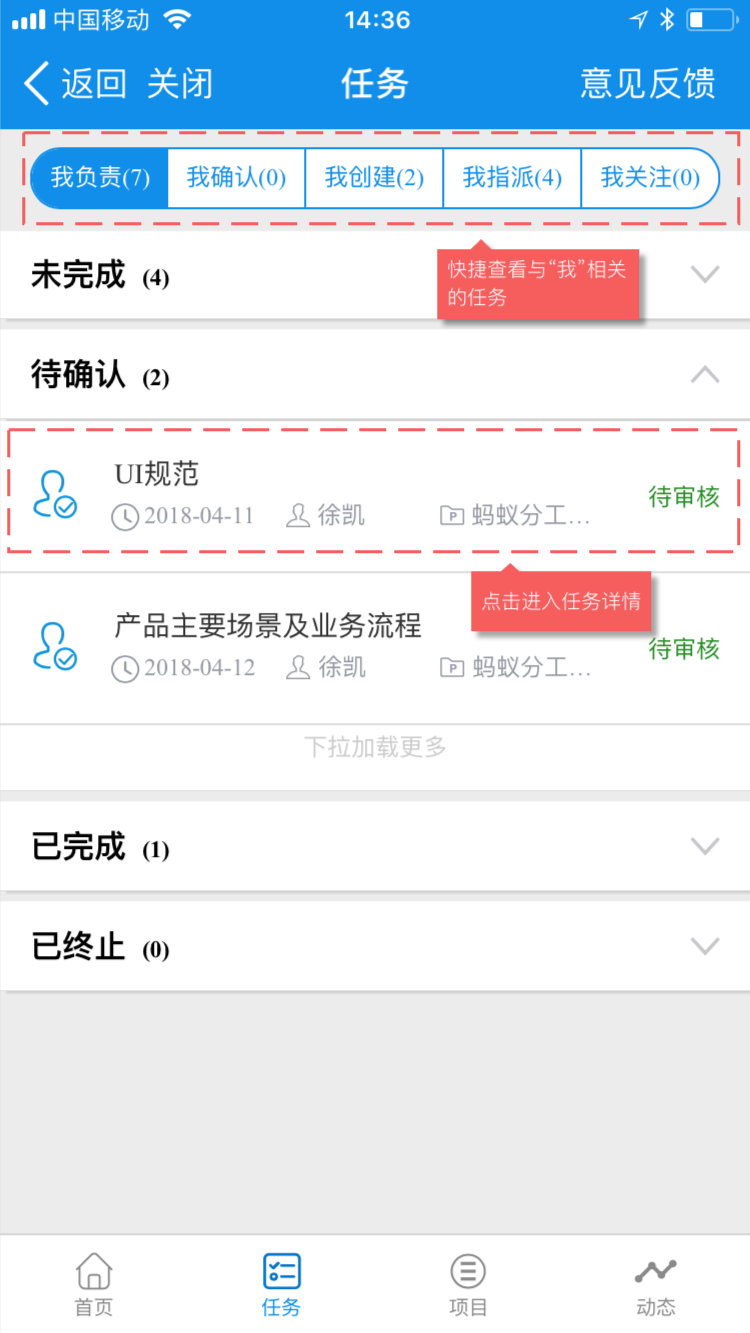 中国移动 14:36
返回 关闭 任务 意见反馈
我负责(7) 我确认(0) 我创建(2) 我指派(4) 我关注(0)
未完成 (4)
快捷查看与“我”相关
的任务
待确认 (2)
UI规范
2018-04-11 徐凯 P 蚂蚁分工...
待审核
点击进入任务详情
产品主要场景及业务流程
2018-04-12 徐凯 P 蚂蚁分工...
待审核
下拉加载更多
已完成 (1)
已终止 (0)
首页 任务 项目 动态